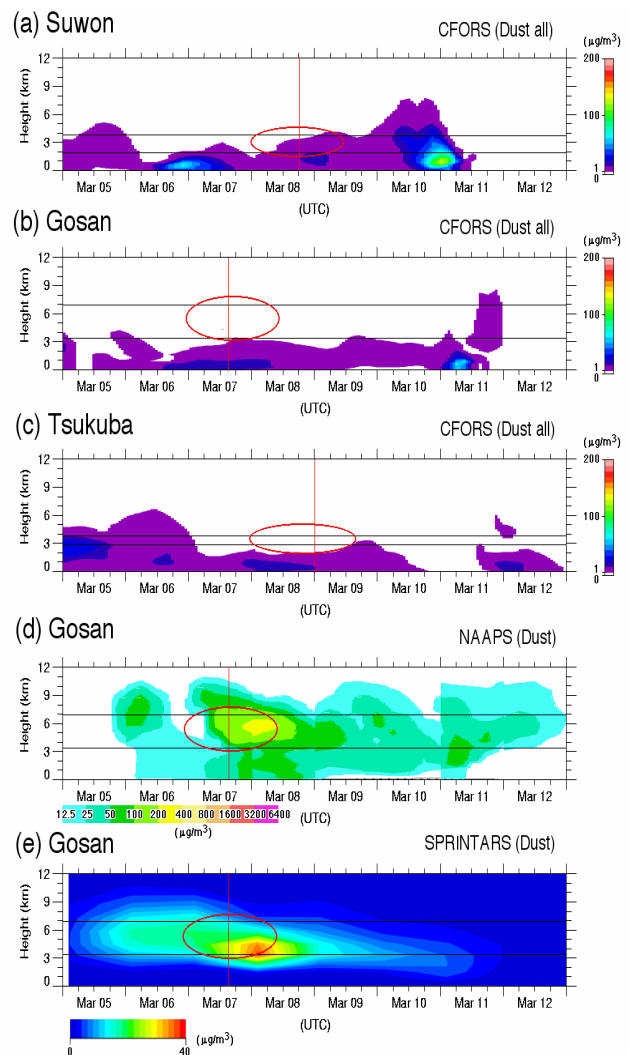 (a) Suwon CFORS (Dust all)
(μg/m³)
12
9
6
3
0
Height (km)
200
100
1
0
Mar 05 Mar 06 Mar 07 Mar 08 Mar 09 Mar 10 Mar 11 Mar 12
(UTC)
(b) Gosan CFORS (Dust all)
(μg/m³)
12
9
6
3
0
Height (km)
200
100
1
0
Mar 05 Mar 06 Mar 07 Mar 08 Mar 09 Mar 10 Mar 11 Mar 12
(UTC)
(c) Tsukuba CFORS (Dust all)
(μg/m³)
12
9
6
3
0
Height (km)
200
100
1
0
Mar 05 Mar 06 Mar 07 Mar 08 Mar 09 Mar 10 Mar 11 Mar 12
(UTC)
(d) Gosan NAAPS (Dust)
12
9
6
3
0
Height (km)
Mar 05 Mar 06 Mar 07 Mar 08 Mar 09 Mar 10 Mar 11 Mar 12
12.5 25 50 100 200 400 800 1600 3200 6400
(UTC)
(μg/m³)
(e) Gosan SPRINTARS (Dust)
12
9
6
3
0
Height (km)
Mar 05 Mar 06 Mar 07 Mar 08 Mar 09 Mar 10 Mar 11 Mar 12
(UTC)
(μg/m³)
0 40